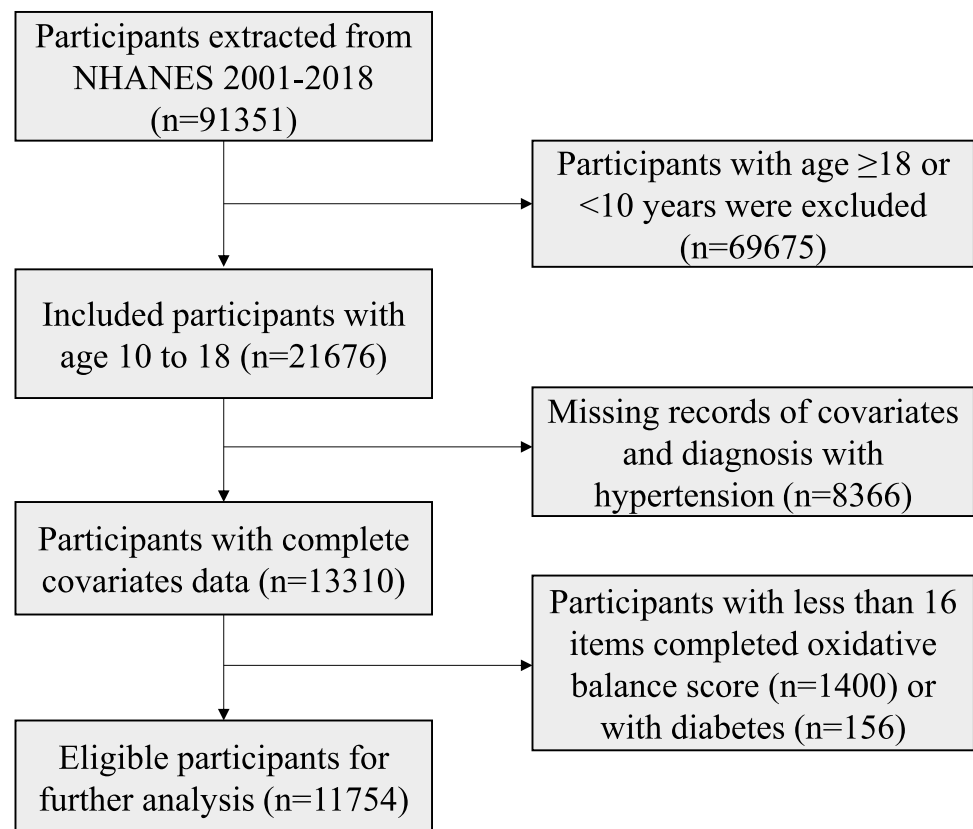 Participants extracted from
NHANES 2001-2018
(n=91351)
Participants with age ≥18 or
<10 years were excluded
(n=69675)
Included participants with
age 10 to 18 (n=21676)
Missing records of covariates
and diagnosis with
hypertension (n=8366)
Participants with complete
covariates data (n=13310)
Participants with less than 16
items completed oxidative
balance score (n=1400) or
with diabetes (n=156)
Eligible participants for
further analysis (n=11754)